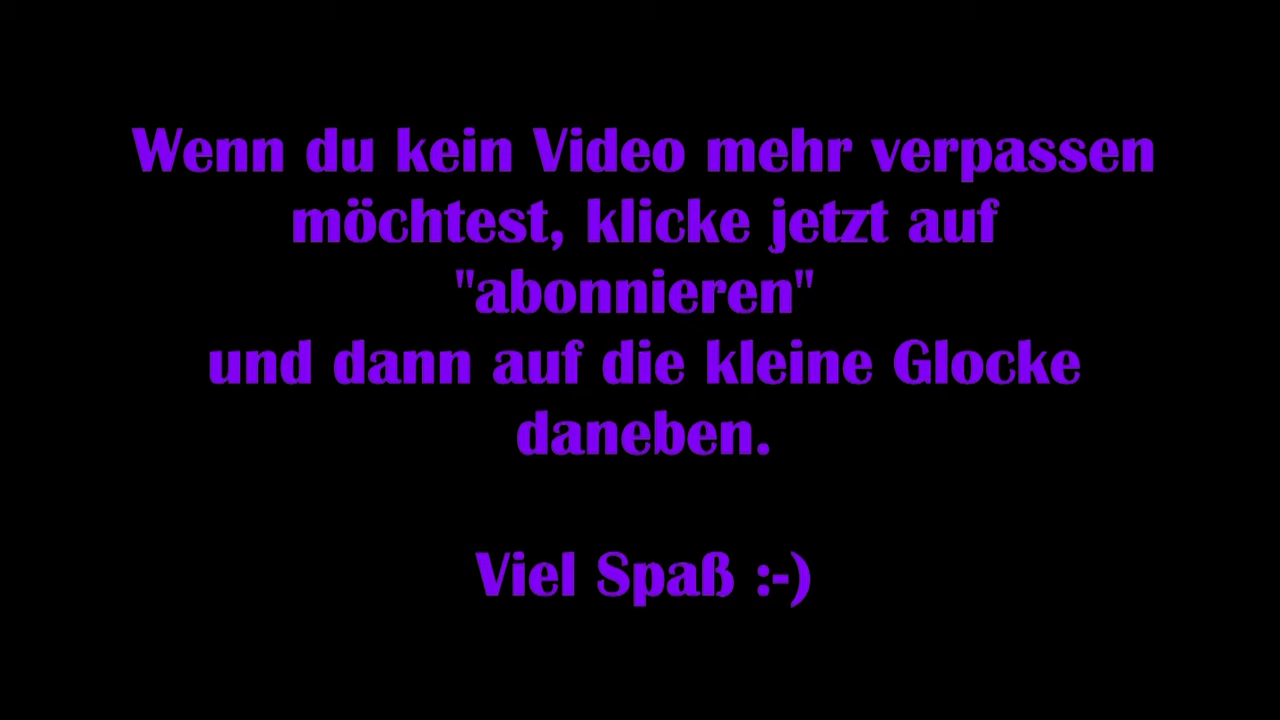 Wenn du kein Video mehr verpassen
möchtest, klicke jetzt auf
"abonnieren"
und dann auf die kleine Glocke
daneben.
Viel Spaß :-)